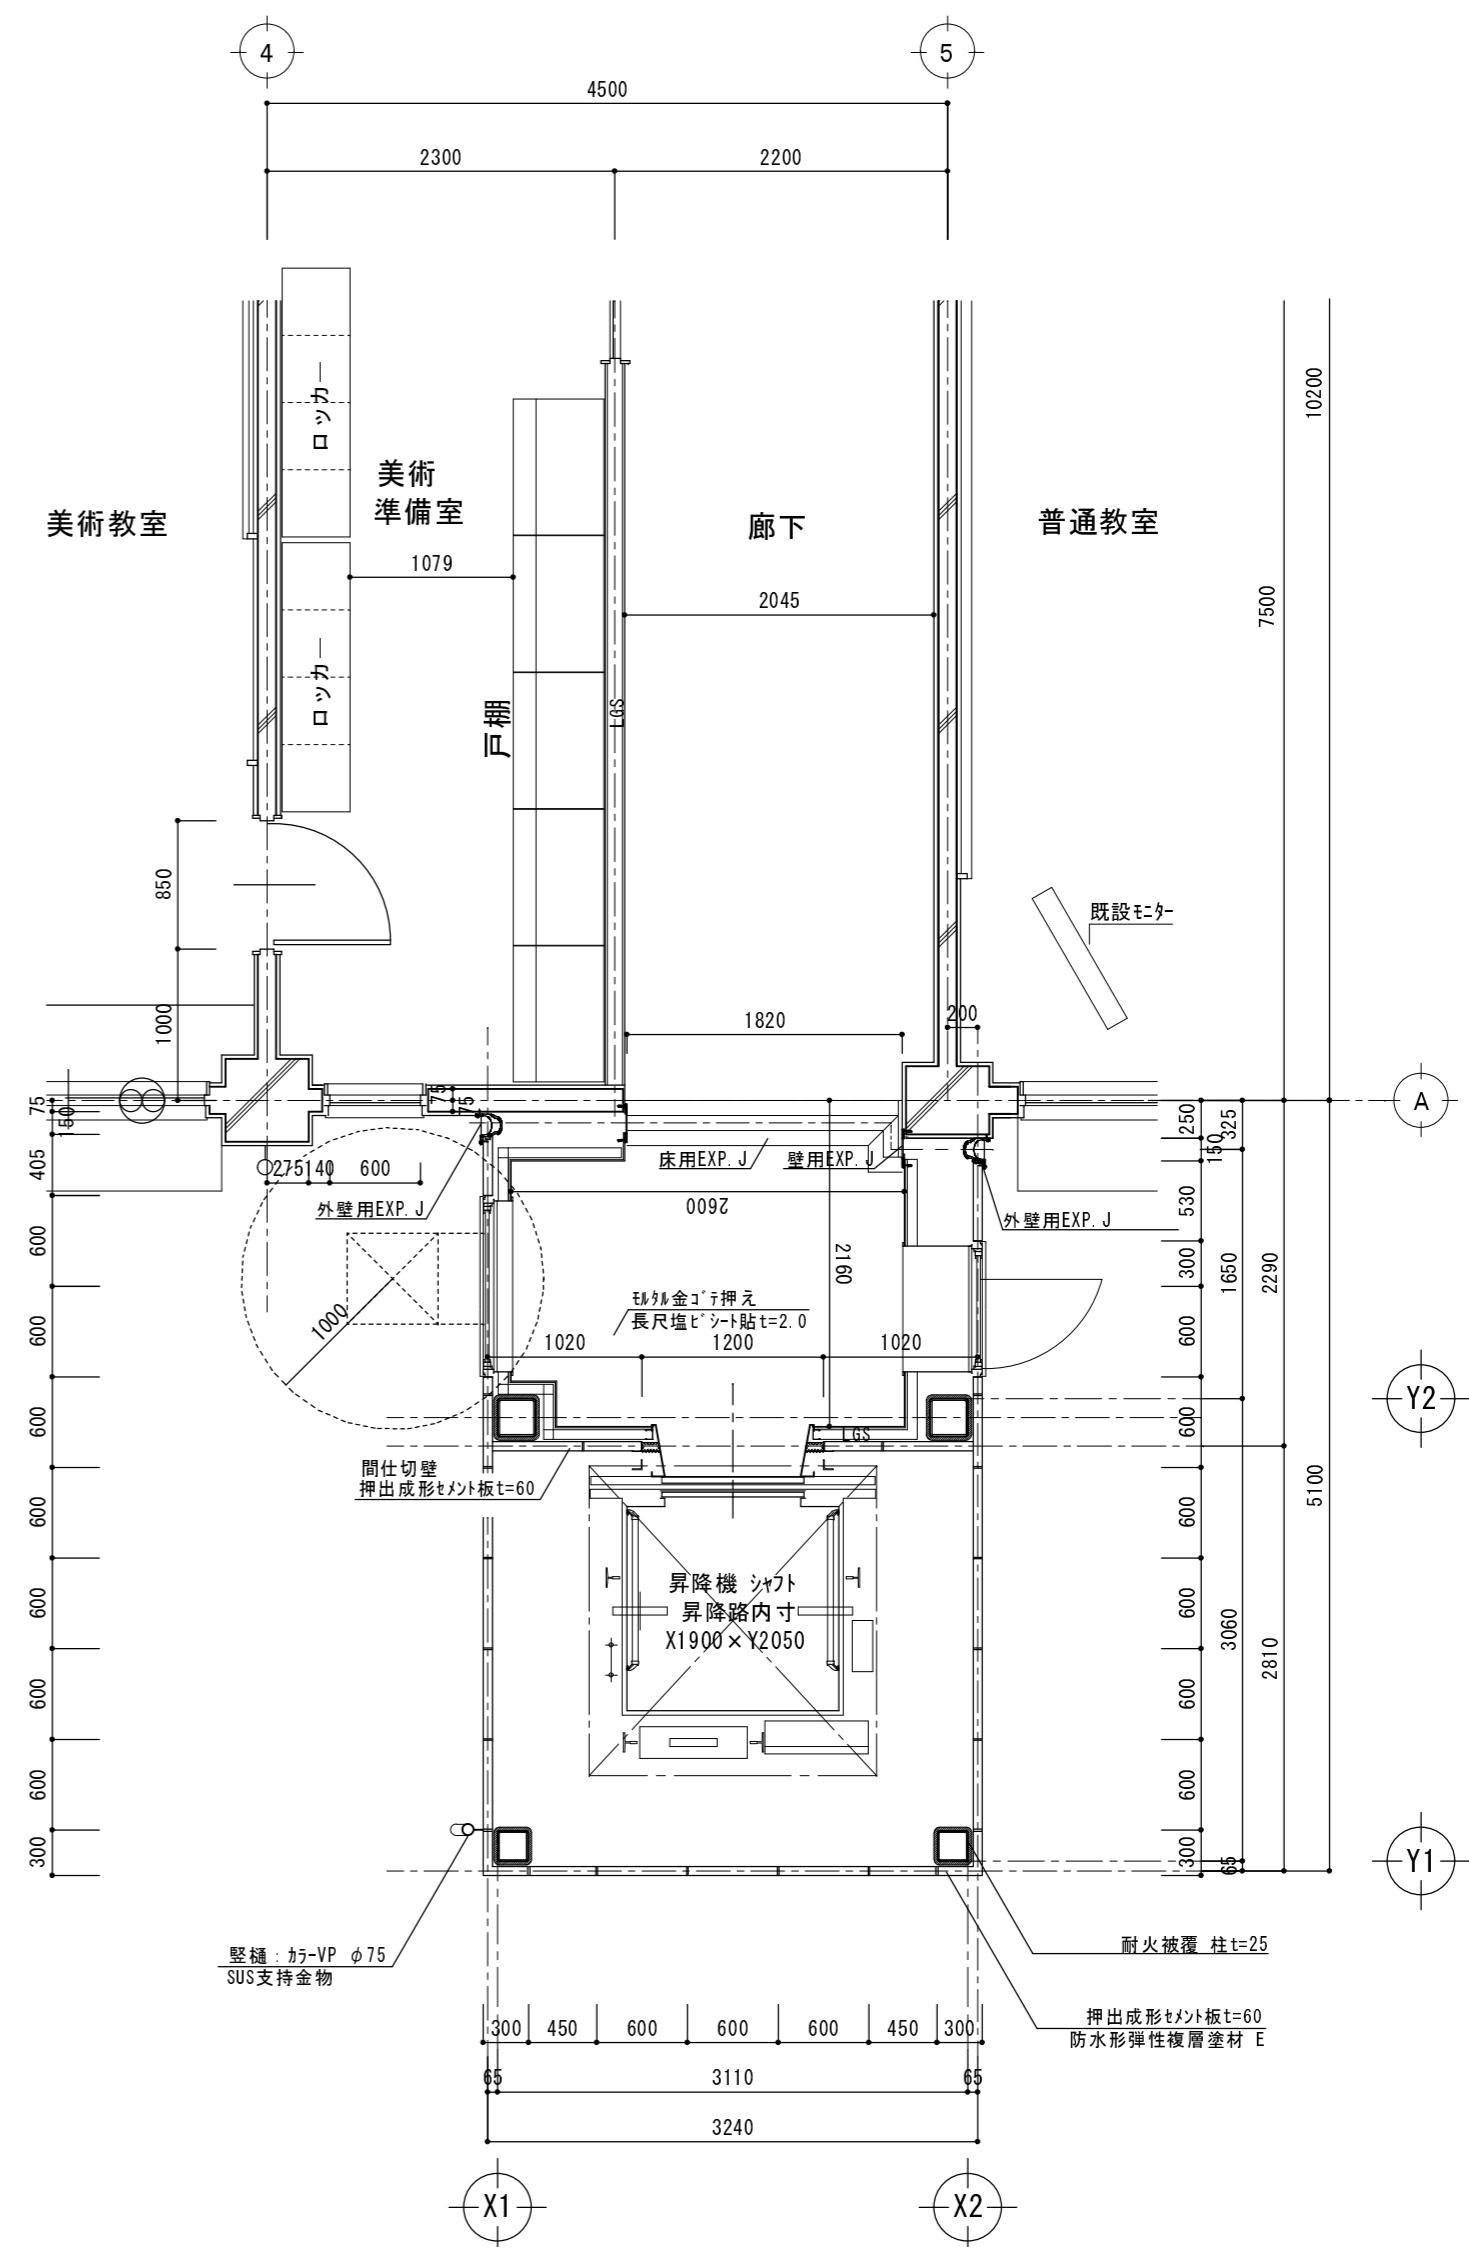 4
5
4500
2300
2200
10200
ロッカー
美術
準備室
美術教室
廊下
普通教室
1079
2045
7500
ロッカー
戸棚
LGS
850
既設ﾓﾆﾀｰ
1000
1820
200
A
75
150
75
75
250
325
150
405
275
140
600
床用EXP.J
壁用EXP.J
外壁用EXP.J
外壁用EXP.J
2600
530
600
2160
300
1650
2290
1000
ﾓﾙﾀﾙ金ｺﾞﾃ押え
長尺塩ﾋﾞｼｰﾄ貼t=2.0
600
1020
1200
1020
600
Y2
600
LGS
600
間仕切壁
押出成形ｾﾒﾝﾄ板t=60
600
600
5100
昇降機 ｼｬﾌﾄ
昇降路内寸
X1900×Y2050
600
600
3060
2810
600
600
600
600
300
300
65
Y1
竪樋：ｶﾗｰVP φ75
SUS支持金物
耐火被覆 柱t=25
押出成形ｾﾒﾝﾄ板t=60
防水形弾性複層塗材 E
300
450
600
600
600
450
300
65
3110
65
3240
X1
X2